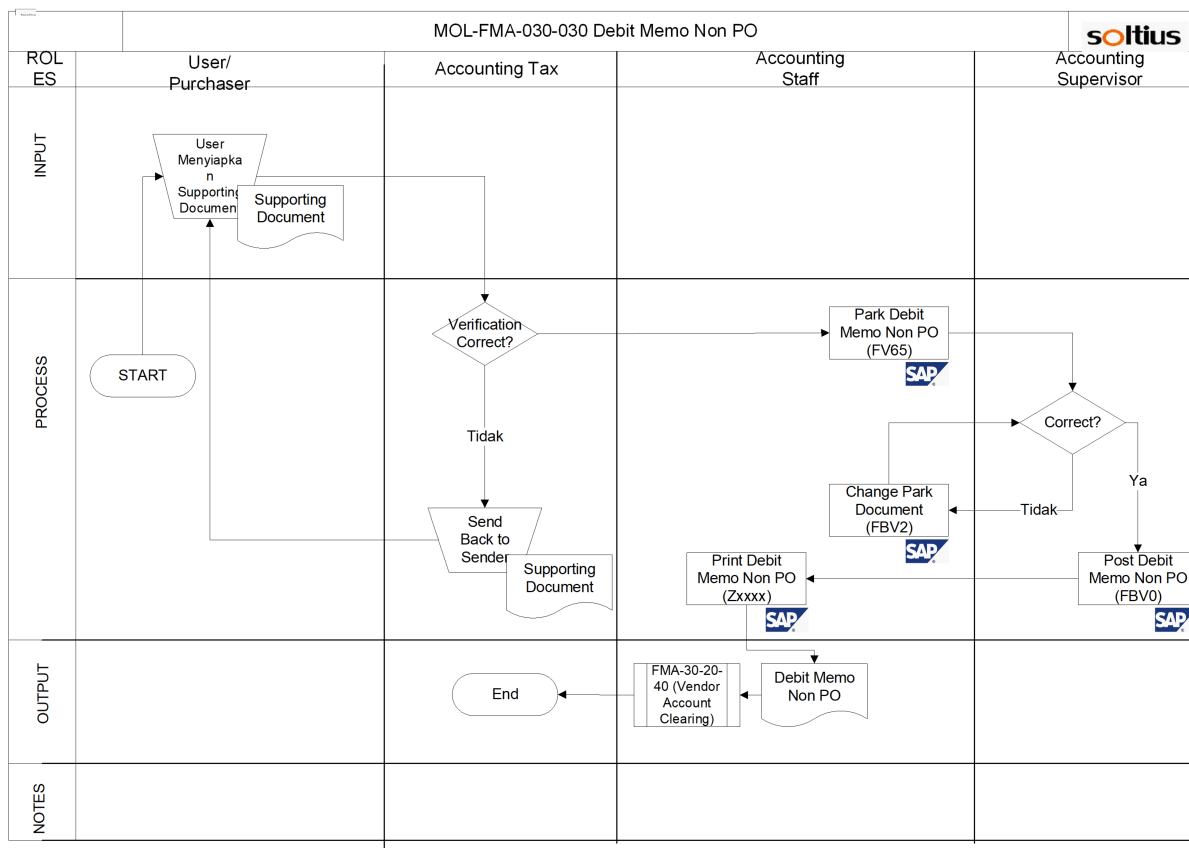 MOL-FMA-030-030 Debit Memo Non PO
soltius
ROL
ES
User/
Purchaser
Accounting Tax
Accounting
Staff
Accounting
Supervisor
INPUT
User
Menyiapka
n
Supporting
Documen
Supporting
Document
PROCESS
START
Verification
Correct?
Tidak
Send
Back to
Sender
Supporting
Document
Park Debit
Memo Non PO
(FV65)
SAP
Correct?
Ya
Tidak
Change Park
Document
(FBV2)
SAP
Print Debit
Memo Non PO
(Zxxxx)
SAP
Post Debit
Memo Non PO
(FBV0)
SAP
OUTPUT
End
FMA-30-20-
40 (Vendor
Account
Clearing)
Debit Memo
Non PO
NOTES